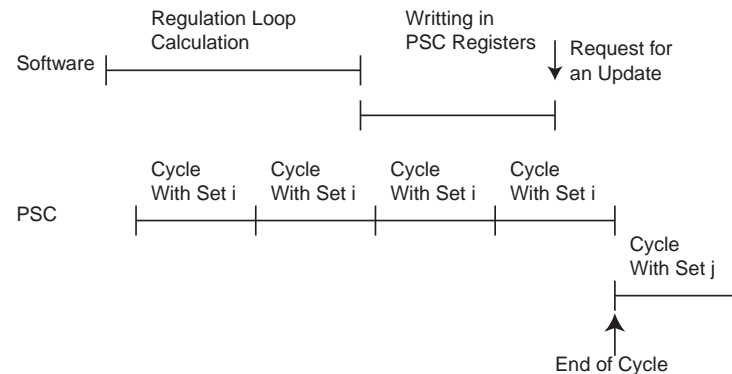 Regulation Loop
Calculation
Writting in
PSC Registers
Request for
an Update
Software
Cycle
With Set i
Cycle
With Set i
Cycle
With Set i
Cycle
With Set i
PSC
Cycle
With Set j
End of Cycle